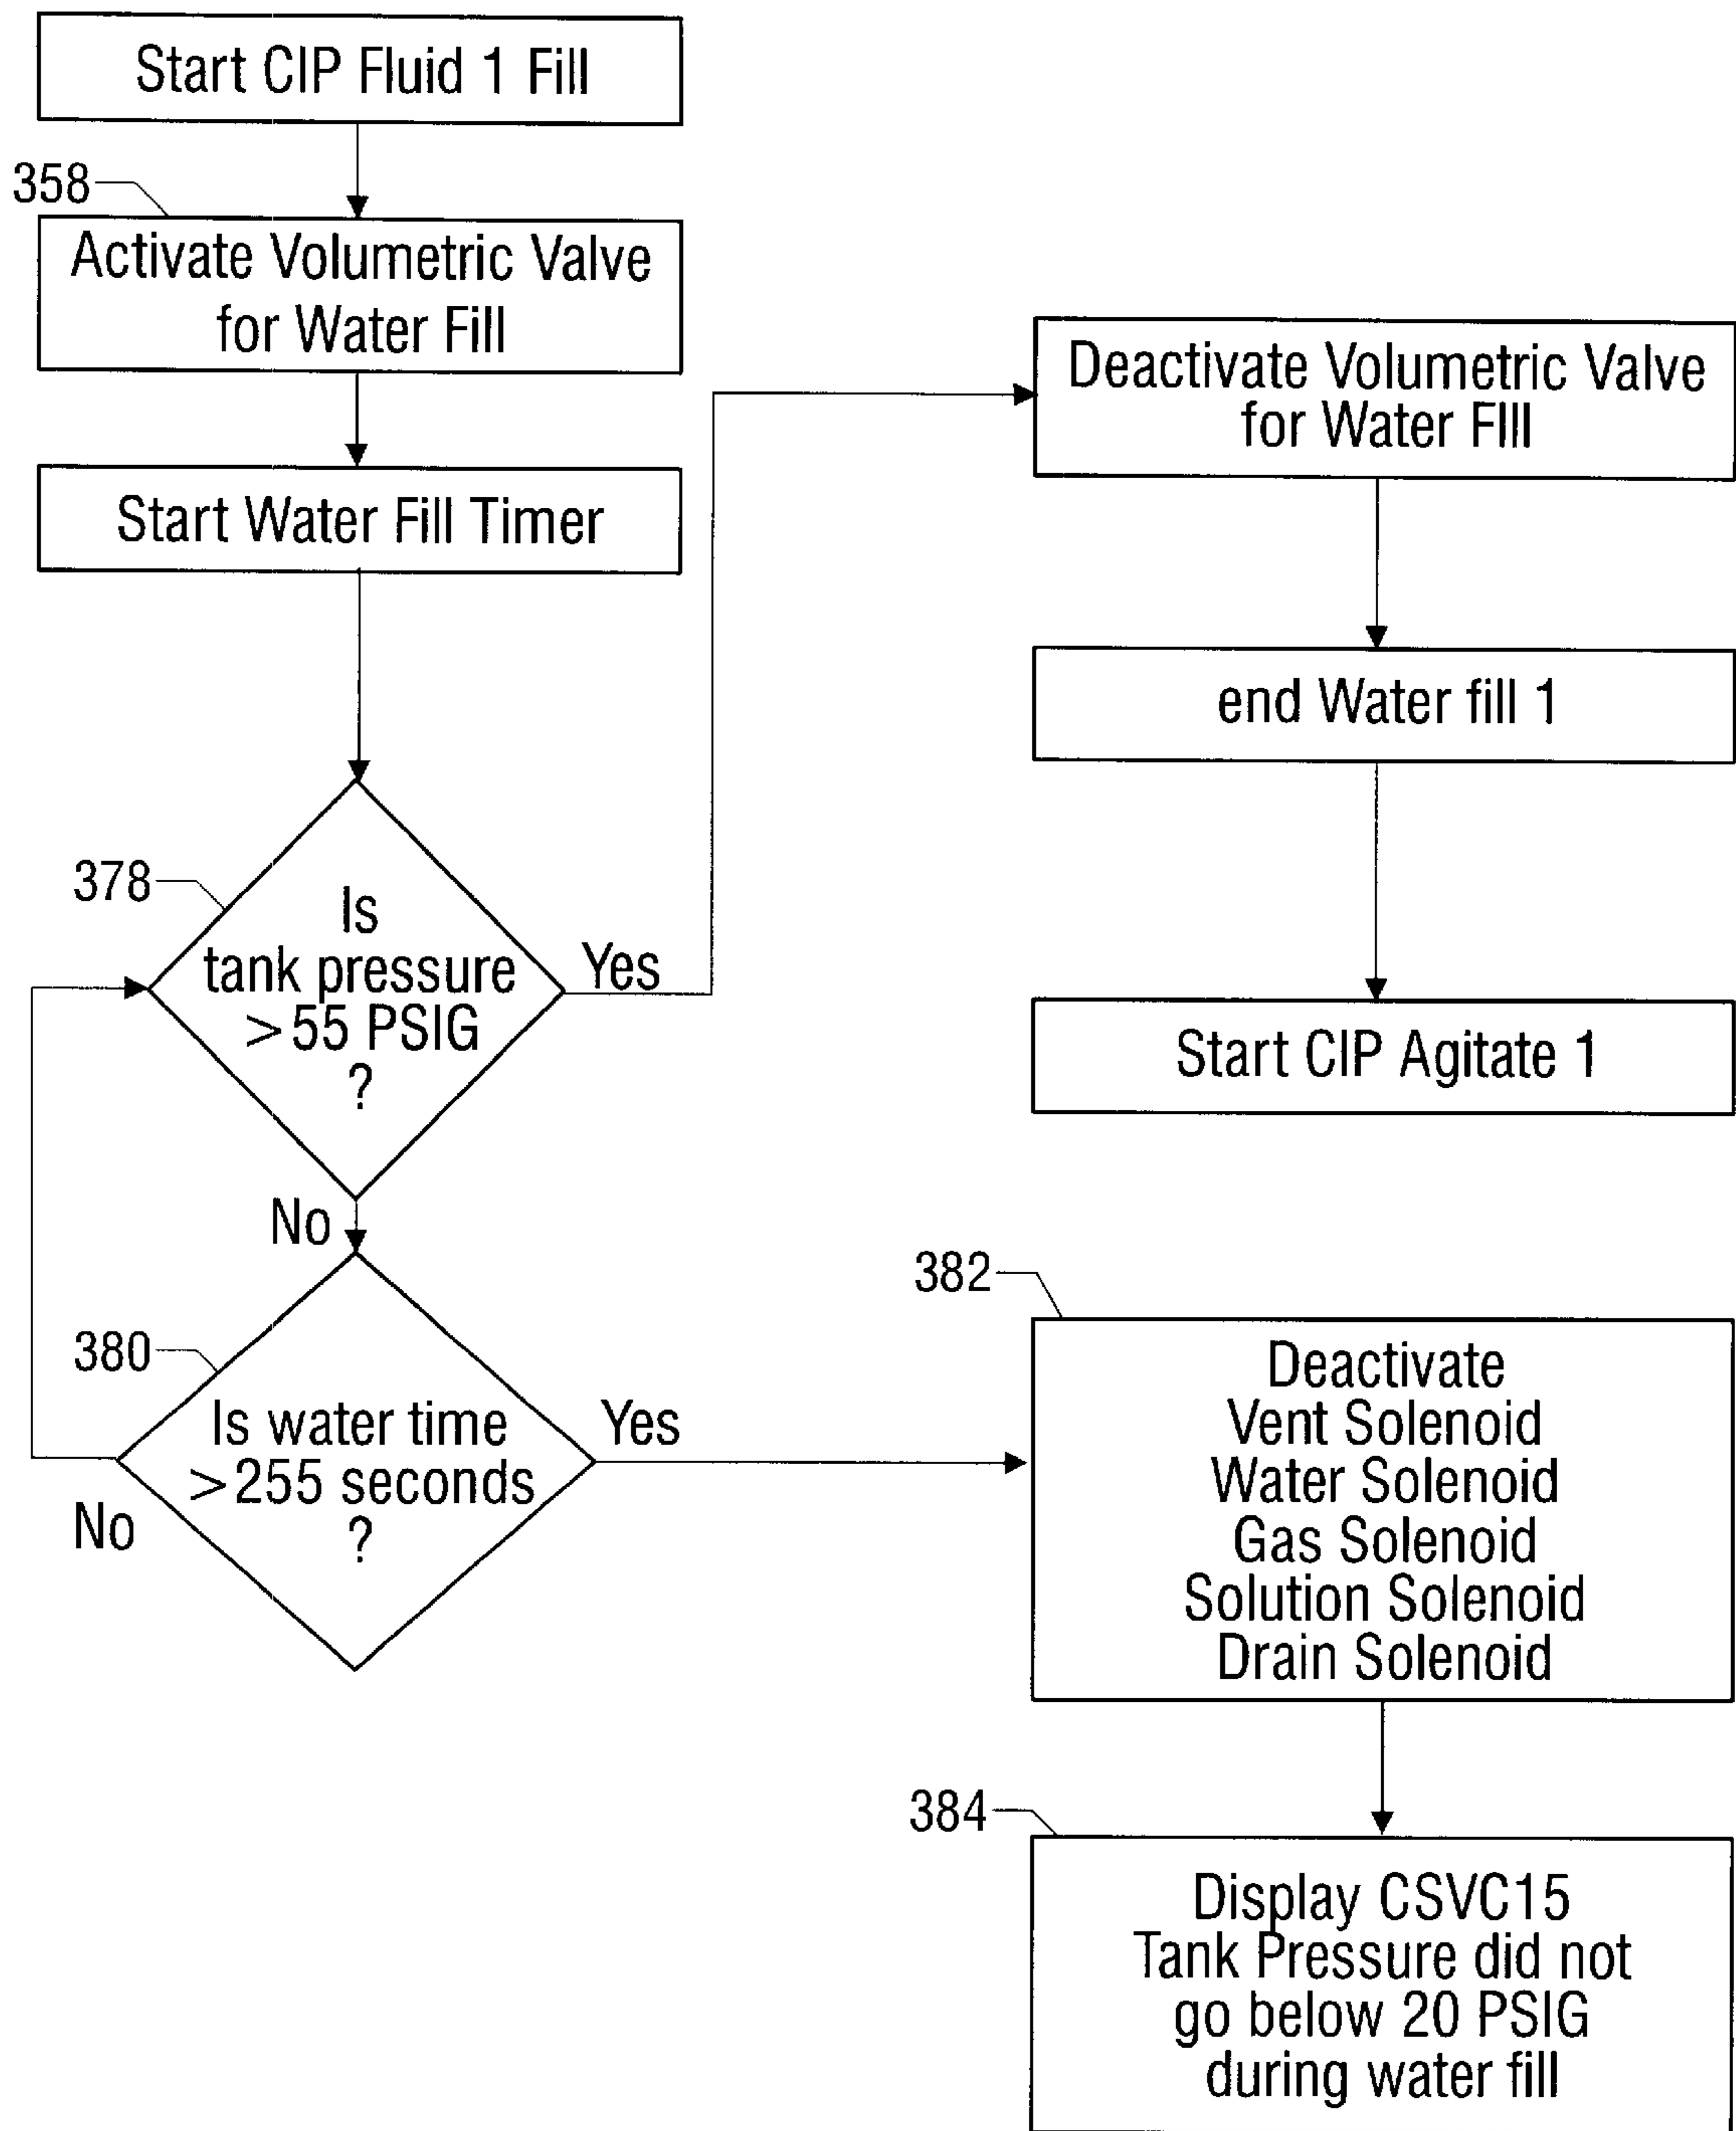 Start CIP Fluid 1 Fill
358
Activate Volumetric Valve
for Water Fill
Start Water Fill Timer
378
Is
tank pressure
>55 PSIG
?
Yes
No
380
Is water time
>255 seconds
?
Yes
No
Deactivate Volumetric Valve
for Water FIll
end Water fill 1
Start CIP Agitate 1
382
Deactivate
Vent Solenoid
Water Solenoid
Gas Solenoid
Solution Solenoid
Drain Solenoid
384
Display CSVC15
Tank Pressure did not
go below 20 PSIG
during water fill